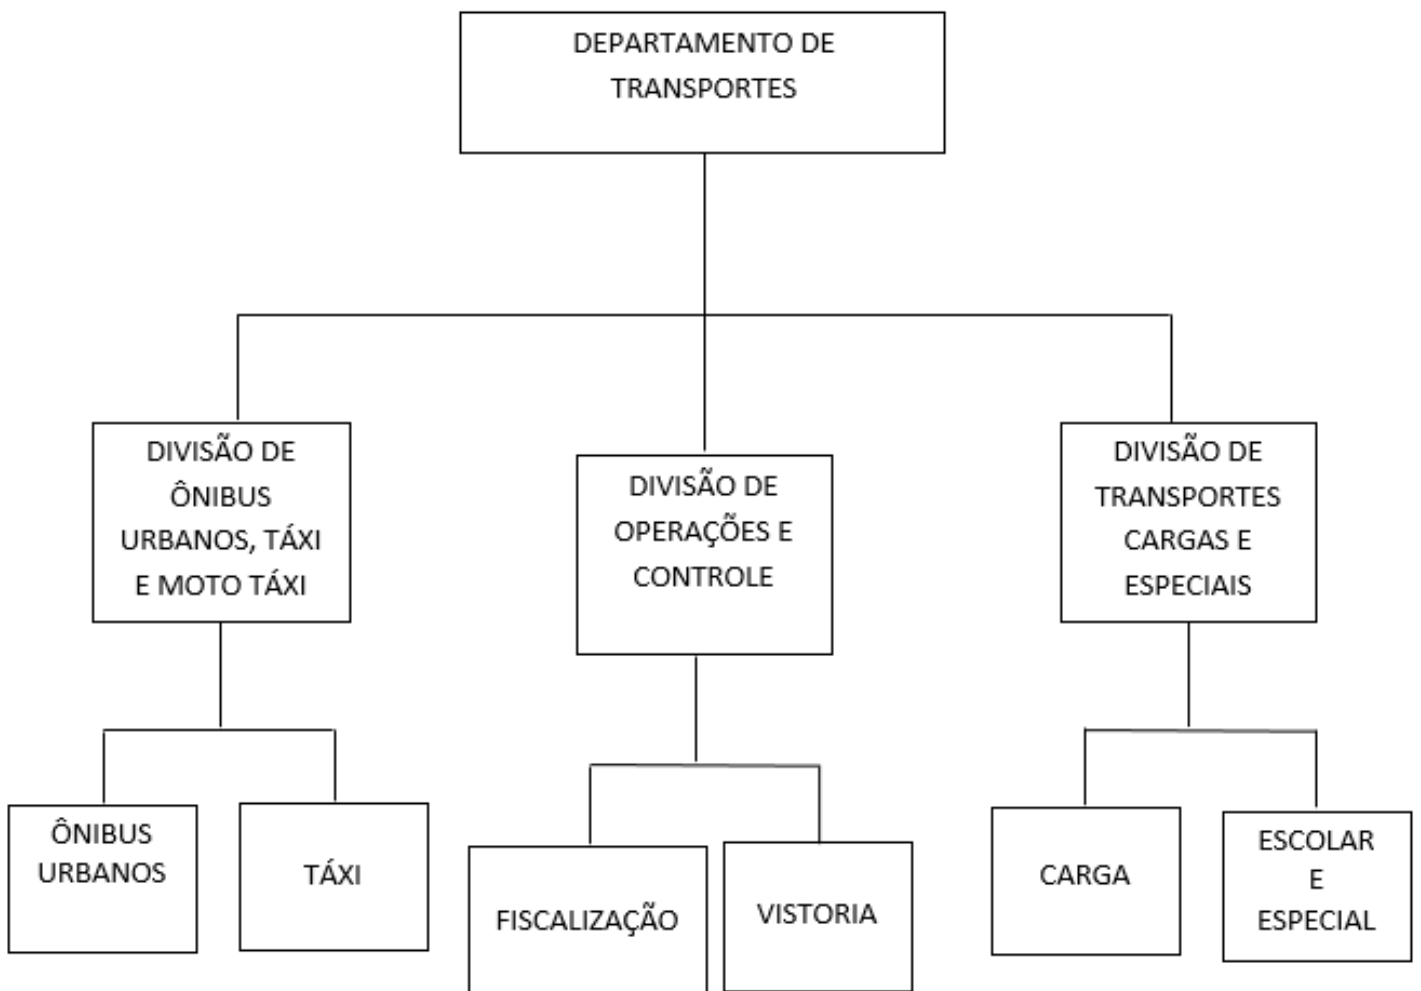 DEPARTAMENTO DE
TRANSPORTES
DIVISÃO DE
ÔNIBUS
URBANOS, TÁXI
E MOTO TÁXI
DIVISÃO DE
OPERAÇÕES E
CONTROLE
DIVISÃO DE
TRANSPORTES
CARGAS E
ESPECIAIS
ÔNIBUS
URBANOS
TÁXI
FISCALIZAÇÃO
VISTORIA
CARGA
ESCOLAR
E
ESPECIAL